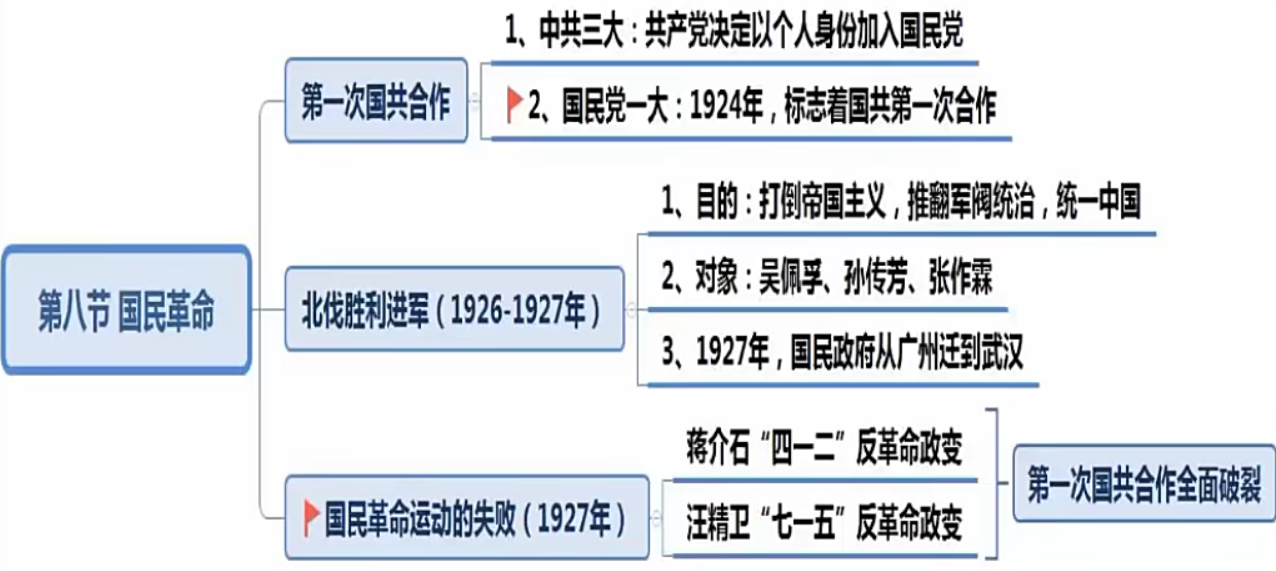 1、中共三大：共产党决定以个人身份加入国民党
第一次国共合作
2、国民党一大：1924年，标志着国共第一次合作
1、目的：打倒帝国主义，推翻军阀统治，统一中国
第八节 国民革命
北伐胜利进军（1926-1927年）
2、对象：吴佩孚、孙传芳、张作霖
3、1927年，国民政府从广州迁到武汉
蒋介石“四一二”反革命政变
国民革命运动的失败（1927年）
汪精卫“七一五”反革命政变
第一次国共合作全面破裂